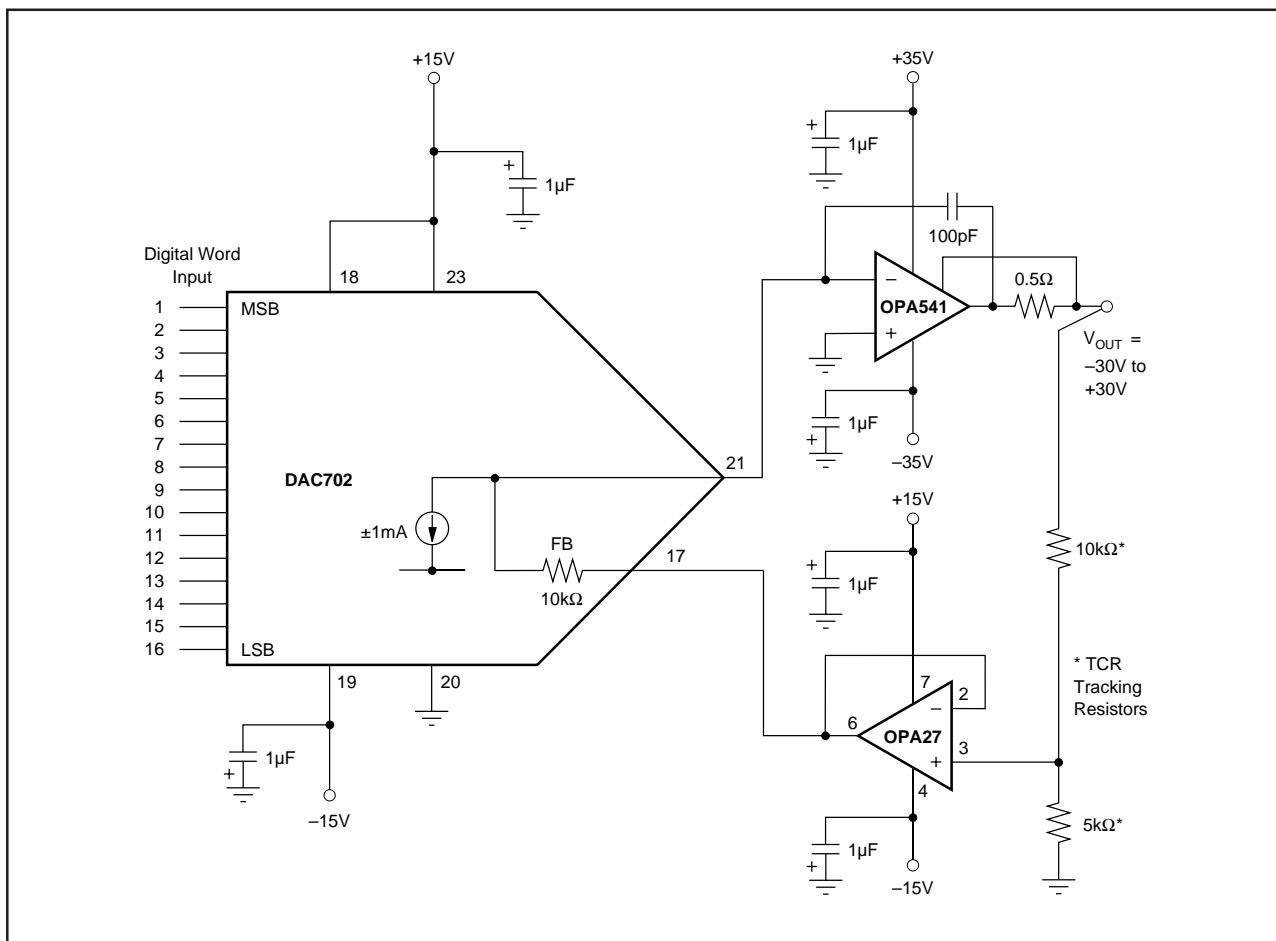 +15V
+
1µF
Digital Word
Input
18
23
1
2
3
4
5
6
7
8
9
10
11
12
13
14
15
16
MSB
LSB
DAC702
±1mA
FB
10kΩ
21
17
19
20
+
1µF
–15V
+35V
+
1µF
100pF
–
+
OPA541
0.5Ω
VOUT =
–30V to
+30V
1µF
+
–35V
+15V
+
1µF
10kΩ*
* TCR
Tracking
Resistors
7
2
–
6
OPA27
3
+
4
1µF
+
–15V
5kΩ*